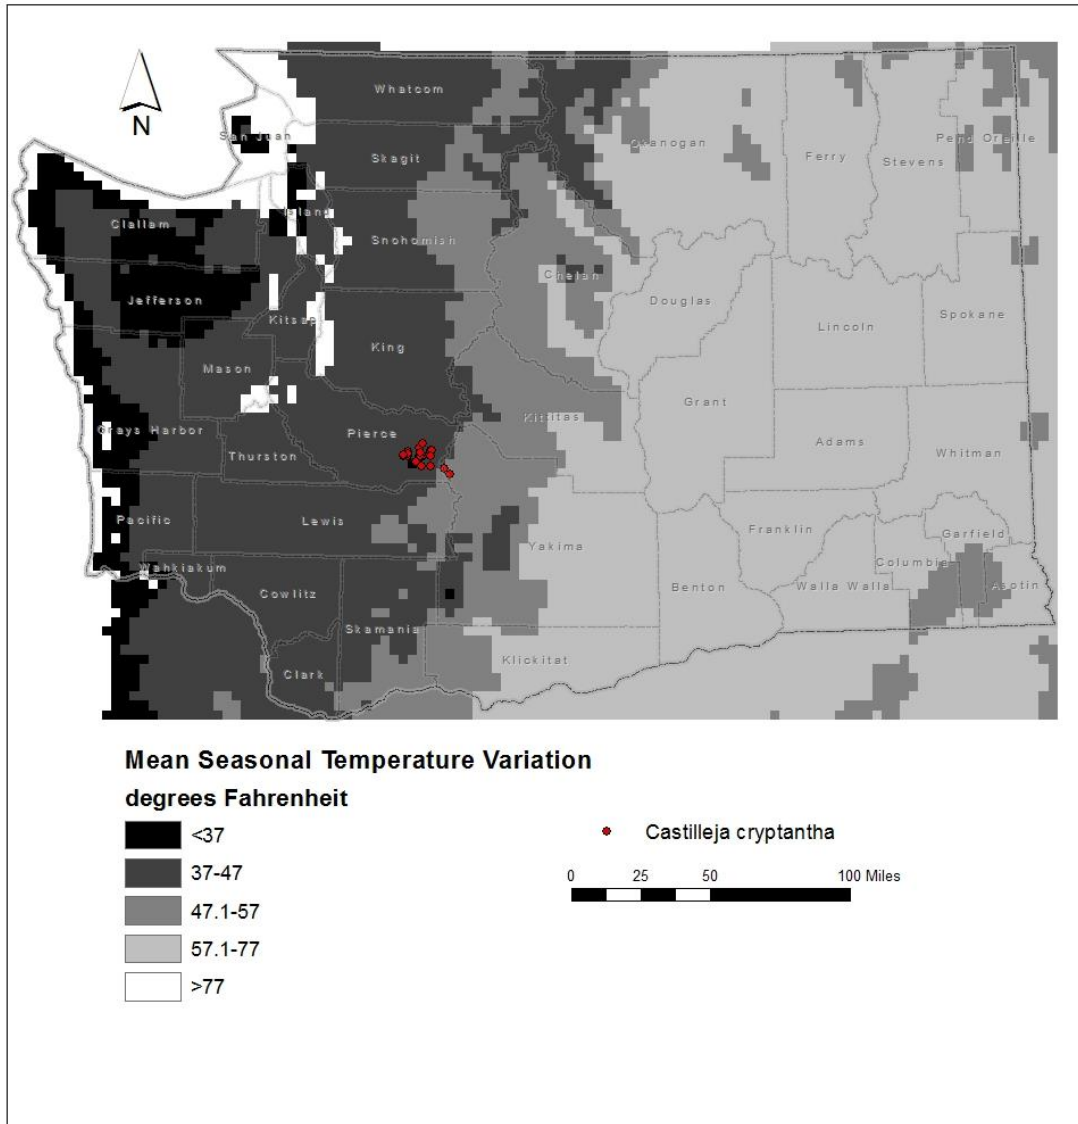 N
Whatcom
San Juan
Skagit
Okanogan
Ferry
Stevens
Pend Oreille
Island
Clallam
Snohomish
Chelan
Jefferson
Kitsap
Douglas
Lincoln
Spokane
King
Mason
Grant
Kittitas
Grays Harbor
Pierce
Adams
Thurston
Whitman
Pacific
Lewis
Franklin
Garfield
Yakima
Columbia
Wahkiakum
Cowlitz
Benton
Walla Walla
Asotin
Skamania
Klickitat
Clark
Mean Seasonal Temperature Variation
degrees Fahrenheit
<37
37-47
47.1-57
57.1-77
>77
Castilleja cryptantha
0 25 50 100 Miles